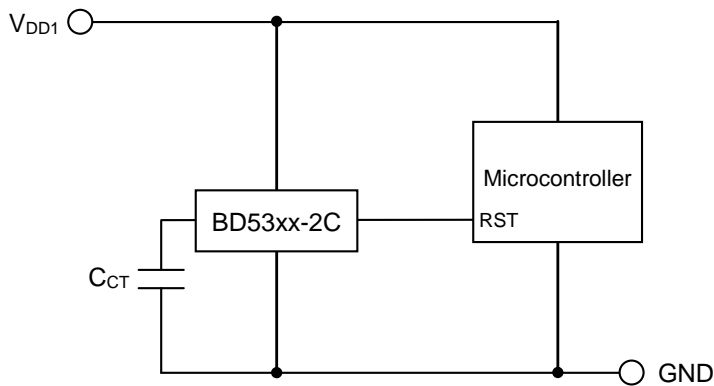 VDD1
Microcontroller
BD53xx-2C
RST
CCT
GND